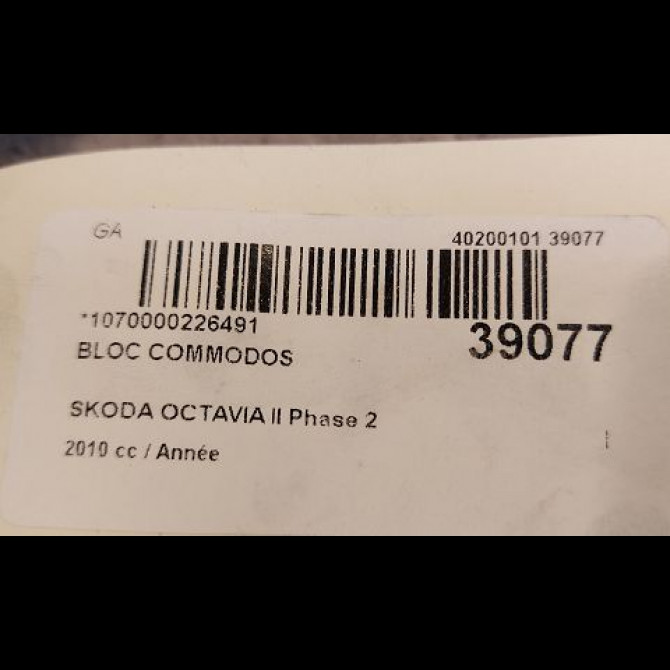 GA
40200101 39077
*1070000226491
39077
BLOC COMMODOS
SKODA OCTAVIA II Phase 2
2010 cc / Année